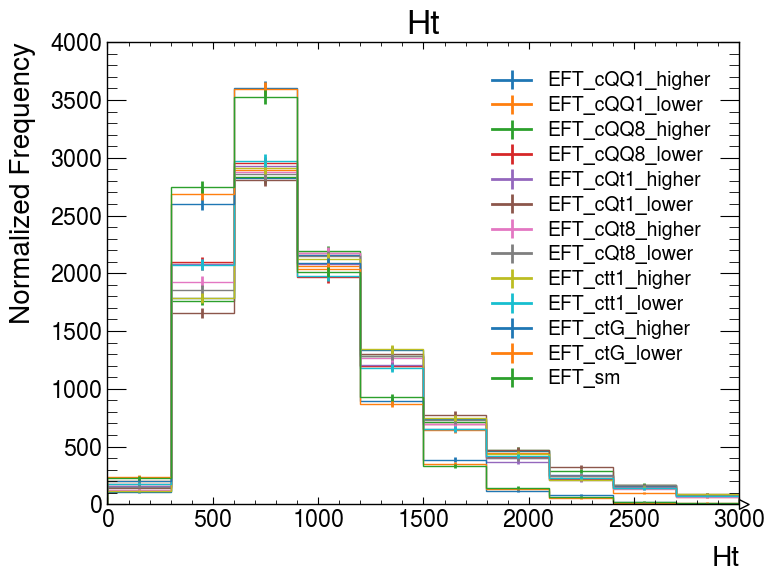 Ht
Normalized Frequency
4000
3500
3000
2500
2000
1500
1000
500
0
EFT_cQQ1_higher
EFT_cQQ1_lower
EFT_cQQ8_higher
EFT_cQQ8_lower
EFT_cQt1_higher
EFT_cQt1_lower
EFT_cQt8_higher
EFT_cQt8_lower
EFT_ctt1_higher
EFT_ctt1_lower
EFT_ctG_higher
EFT_ctG_lower
EFT_sm
0 500 1000 1500 2000 2500 3000
Ht